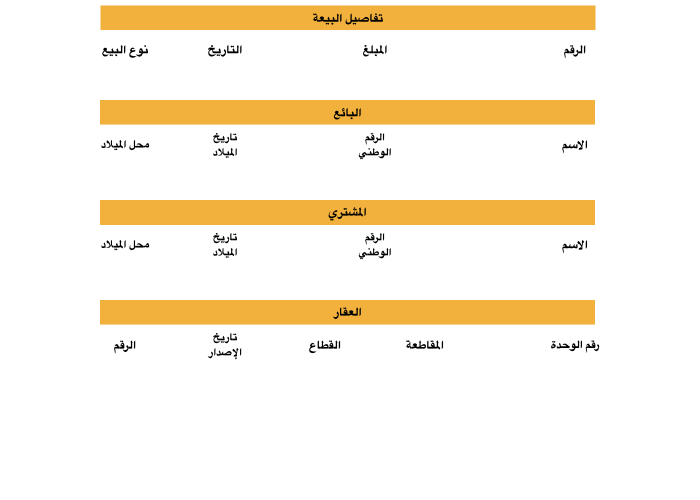 تفاصيل البيعة
الرقم المبلغ التاريخ نوع البيع
البائع
الاسم الرقم الوطني تاريخ الميلاد محل الميلاد
المشتري
الاسم الرقم الوطني تاريخ الميلاد محل الميلاد
العقار
رقم الوحدة المقاطعة القطاع تاريخ الإصدار الرقم